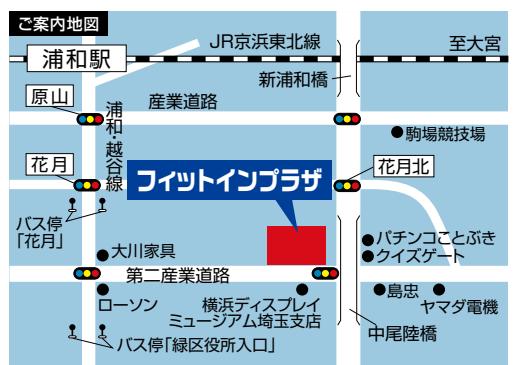 ご案内地図
JR京浜東北線
至大宮
浦和駅
新浦和橋
原山
産業道路
浦和・越谷線
駒場競技場
花月
フィットインプラザ
花月北
バス停
「花月」
大川家具
パチンコことぶき
クイズゲート
第二産業道路
ローソン
横浜ディスプレイ
ミュージアム埼玉支店
島忠
ヤマダ電機
中尾陸橋
バス停「緑区役所入口」